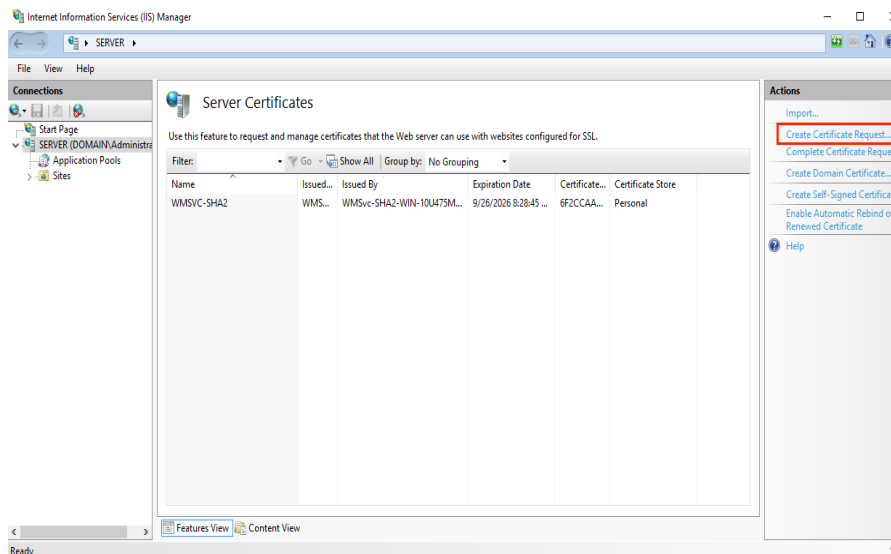 Internet Information Services (IIS) Manager
SERVER
File View Help
Connections
Start Page
SERVER (DOMAIN\Administra
Application Pools
Sites
Server Certificates
Use this feature to request and manage certificates that the Web server can use with websites configured for SSL.
Filter: Go Show All Group by: No Grouping
Name Issued... Issued By Expiration Date Certificate... Certificate Store
WMSVC-SHA2 WMS... WMSvc-SHA2-WIN-10U475M... 9/26/2026 8:28:45 ... 6F2CCAA... Personal
Features View Content View
Actions
Import...
Create Certificate Request...
Complete Certificate Reque
Create Domain Certificate...
Create Self-Signed Certifica
Enable Automatic Rebind o
Renewed Certificate
Help
Ready